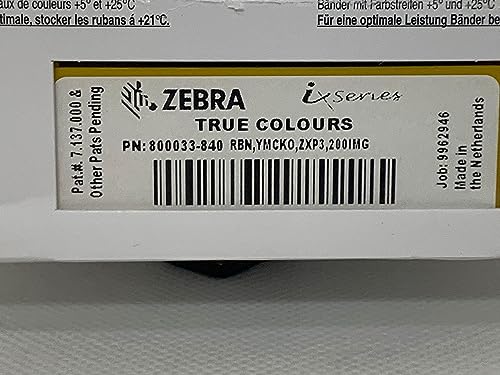 aux de couleurs +5° et +25°C
timale, stocker les rubans à +21°C.
Bänder mit Farbstreifen +5° und +25°C
Für eine optimale Leistung Bänder be
Pat.#. 7.137.000 &
Other Pats Pending
ZEBRA ix series
TRUE COLOURS
PN: 800033-840 RBN,YMCKO,ZXP3,200IMG
Job: 9962946
Made in
the Netherlands